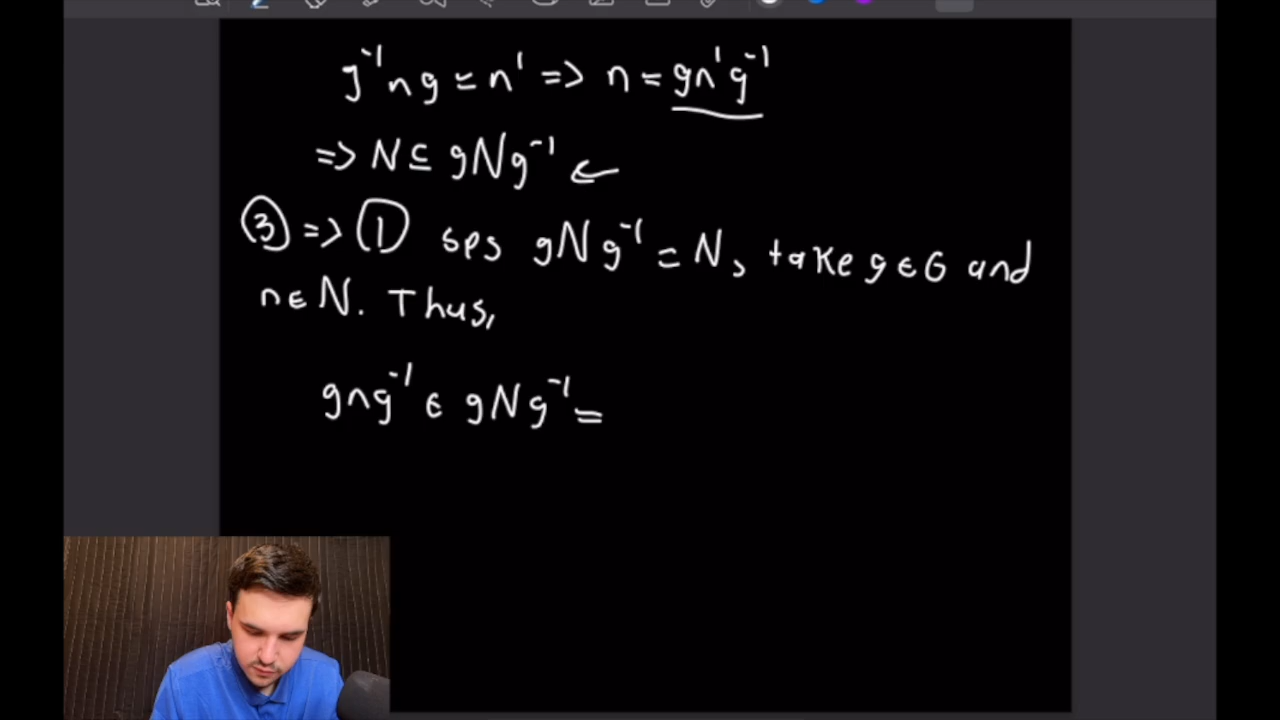 g⁻¹ng = n' => n = gn'g⁻¹
=> N ⊆ gNg⁻¹ ←
③ => ① sps gNg⁻¹ = N, take g ∈ G and
n ∈ N. Thus,
gng⁻¹ ∈ gNg⁻¹ =